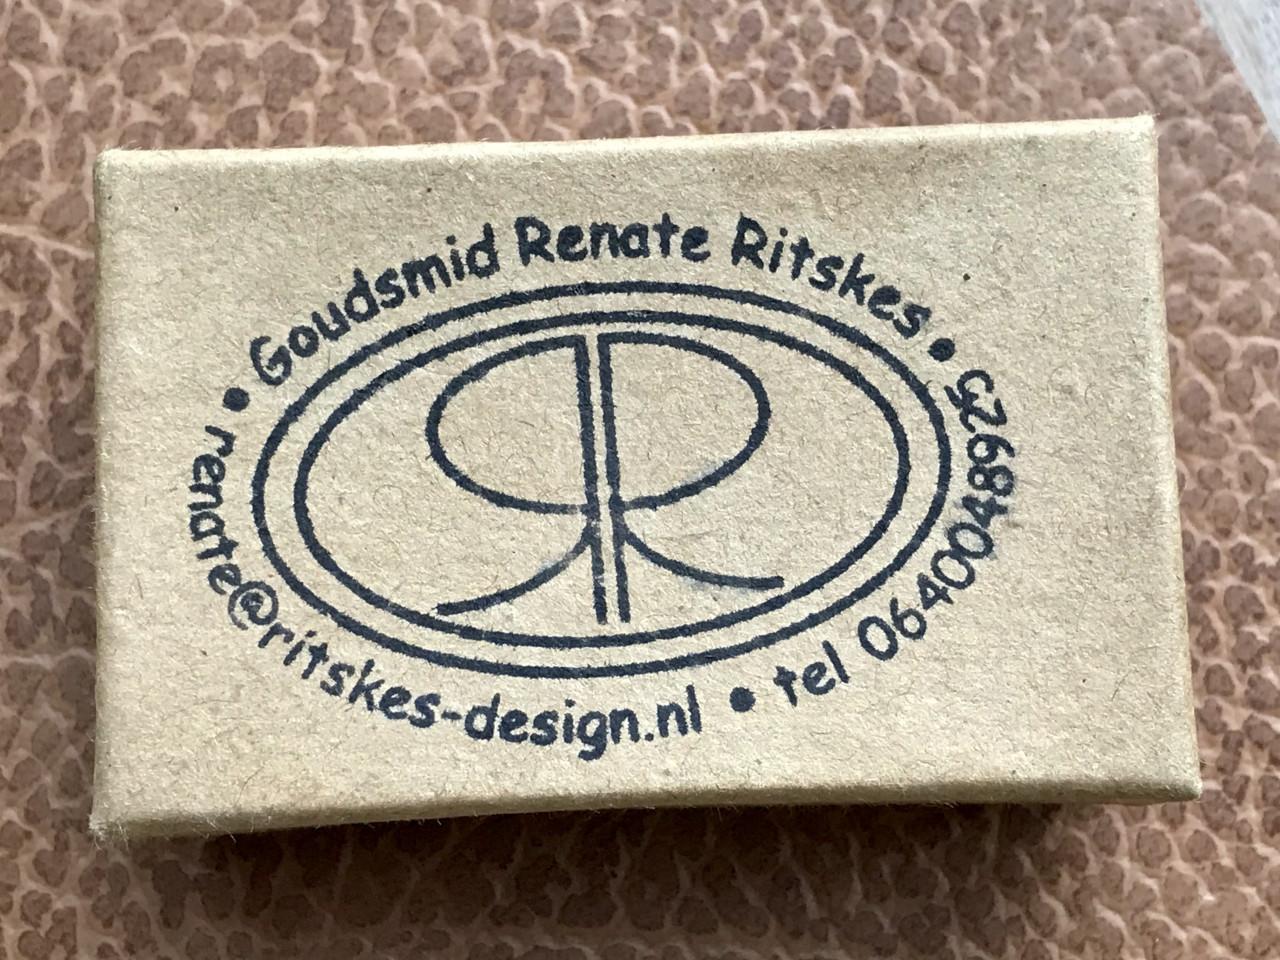 Goudsmid Renate Ritskes •
renate@ritskes-design.nl •
tel 0640048925 •